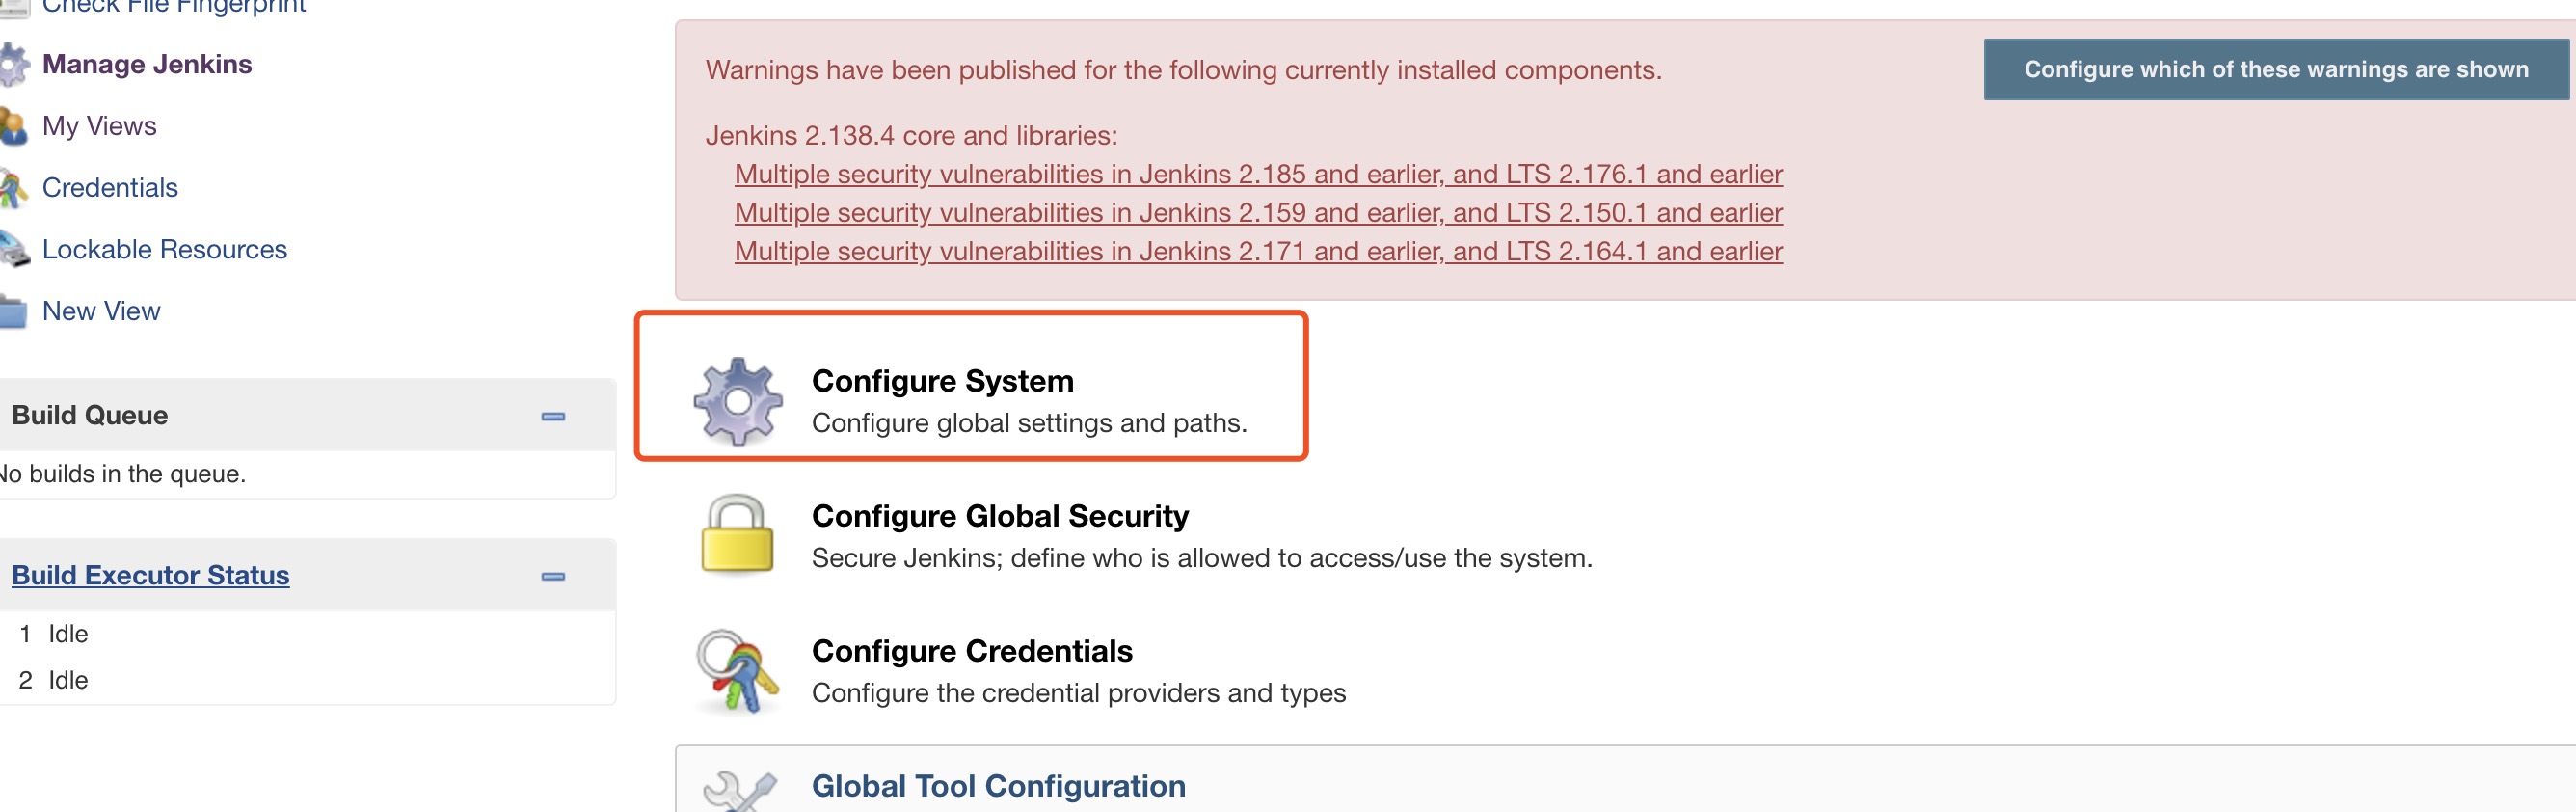 Check File Fingerprint
Manage Jenkins
My Views
Credentials
Lockable Resources
New View
Build Queue
No builds in the queue.
Build Executor Status
1 Idle
2 Idle
Warnings have been published for the following currently installed components.
Configure which of these warnings are shown
Jenkins 2.138.4 core and libraries:
Multiple security vulnerabilities in Jenkins 2.185 and earlier, and LTS 2.176.1 and earlier
Multiple security vulnerabilities in Jenkins 2.159 and earlier, and LTS 2.150.1 and earlier
Multiple security vulnerabilities in Jenkins 2.171 and earlier, and LTS 2.164.1 and earlier
Configure System
Configure global settings and paths.
Configure Global Security
Secure Jenkins; define who is allowed to access/use the system.
Configure Credentials
Configure the credential providers and types
Global Tool Configuration